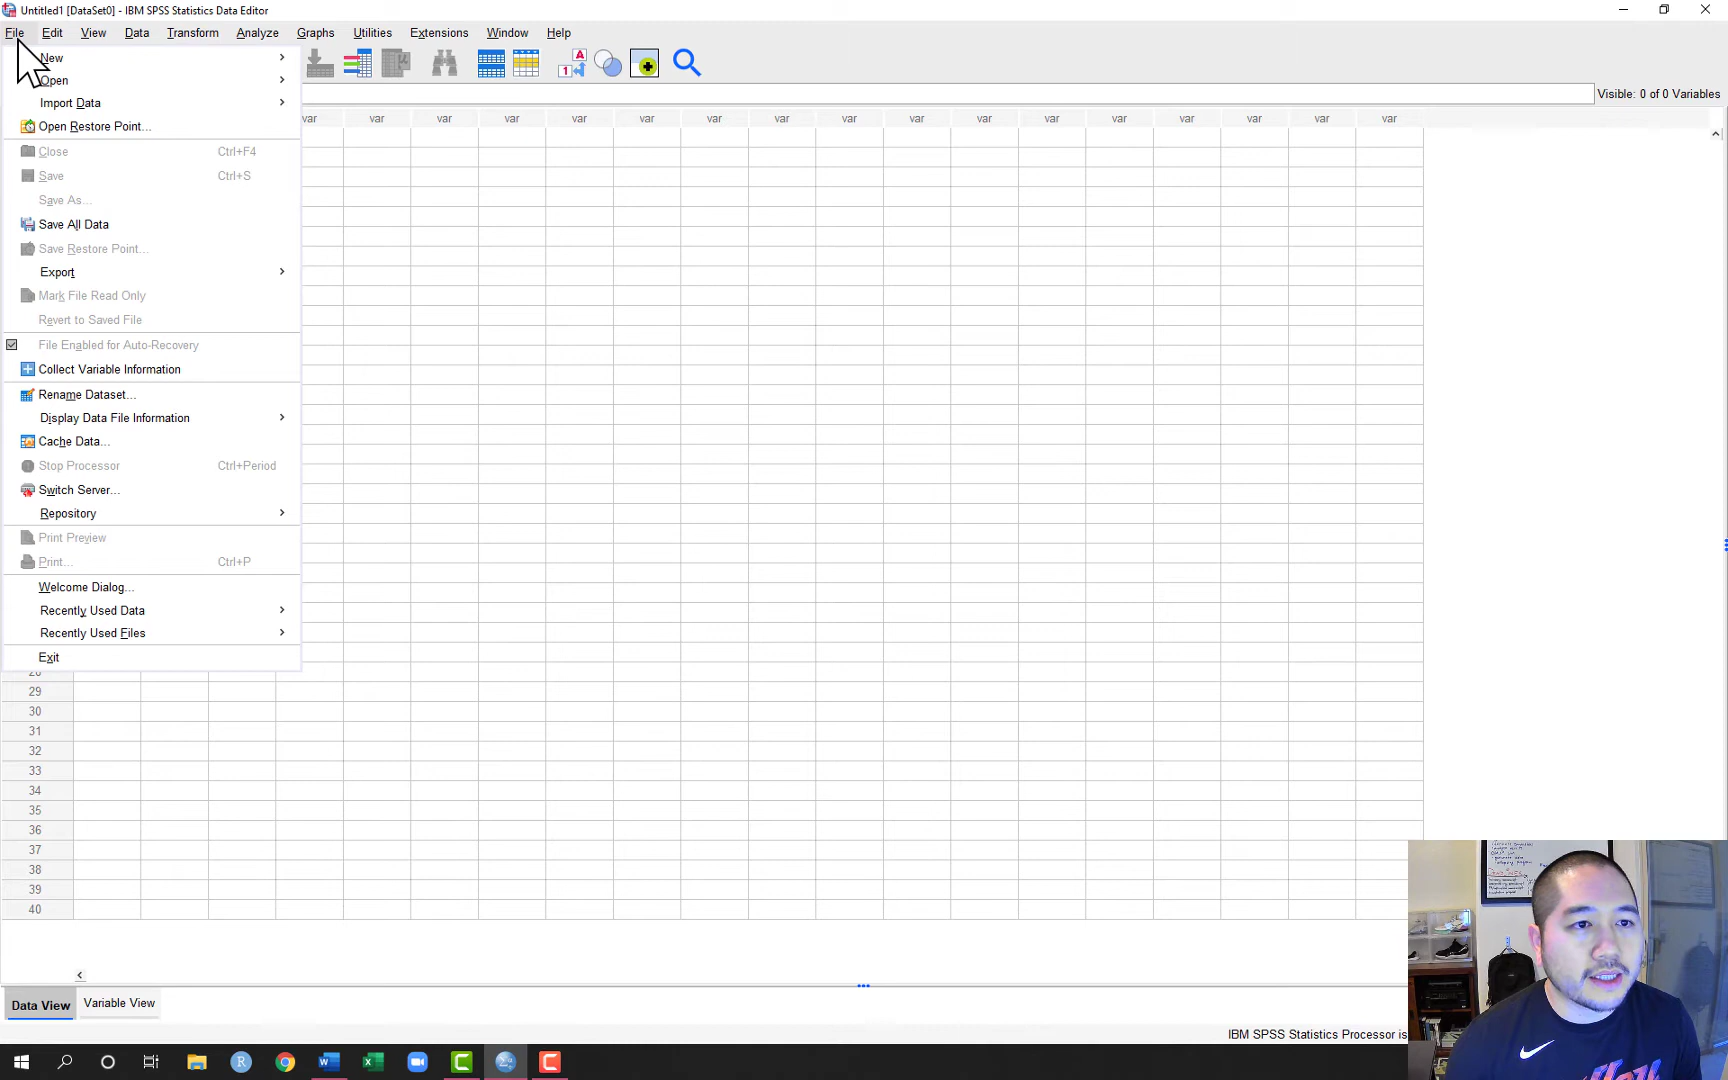 Untitled1 [DataSet0] - IBM SPSS Statistics Data Editor
File Edit View Data Transform Analyze Graphs Utilities Extensions Window Help
New
Open
Import Data
Open Restore Point...
Close Ctrl+F4
Save Ctrl+S
Save As...
Save All Data
Save Restore Point...
Export
Mark File Read Only
Revert to Saved File
File Enabled for Auto-Recovery
Collect Variable Information
Rename Dataset...
Display Data File Information
Cache Data...
Stop Processor Ctrl+Period
Switch Server...
Repository
Print Preview
Print... Ctrl+P
Welcome Dialog...
Recently Used Data
Recently Used Files
Exit
Visible: 0 of 0 Variables
var var var var var var var var var var var var var var var var var
29
30
31
32
33
34
35
36
37
38
39
40
Data View Variable View
IBM SPSS Statistics Processor is